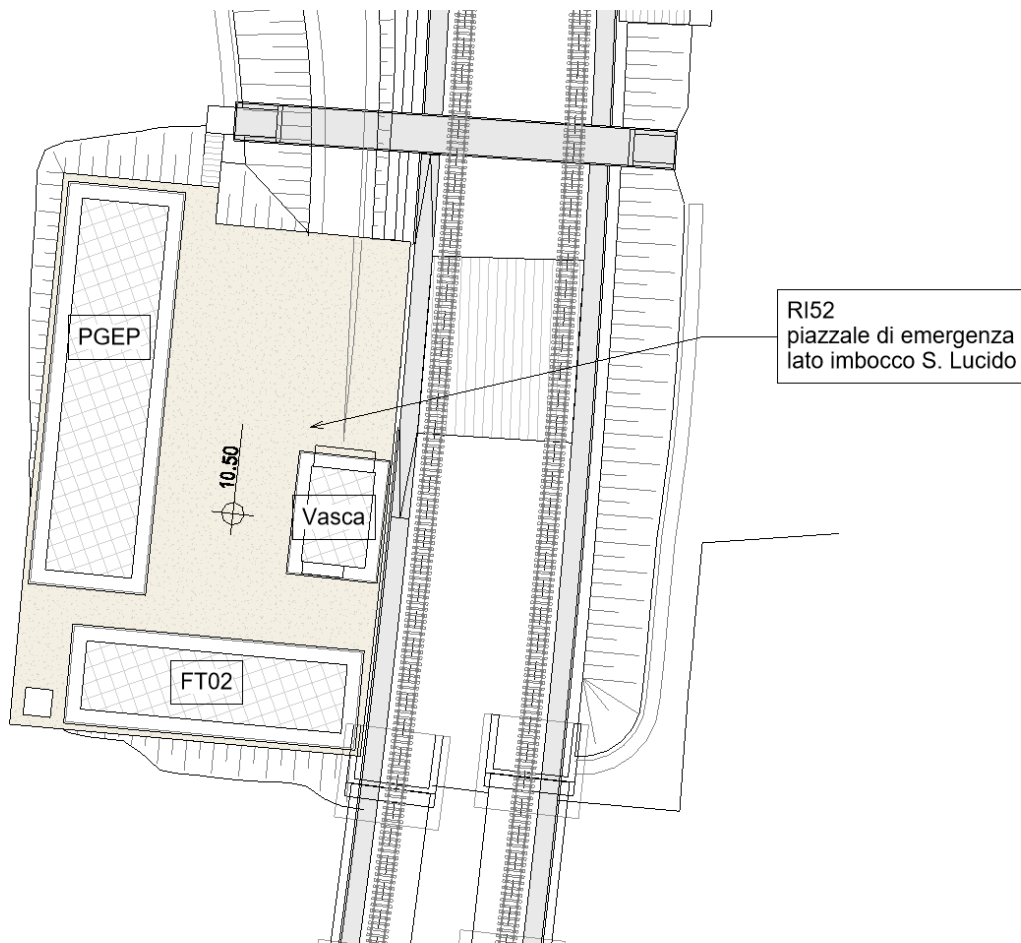 PGEP
RI52
piazzale di emergenza
lato imbocco S. Lucido
10.50
Vasca
FT02